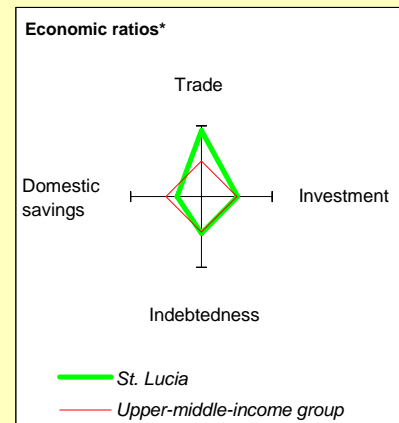 Economic ratios*
Trade
Domestic
savings
Investment
Indebtedness
St. Lucia
Upper-middle-income group